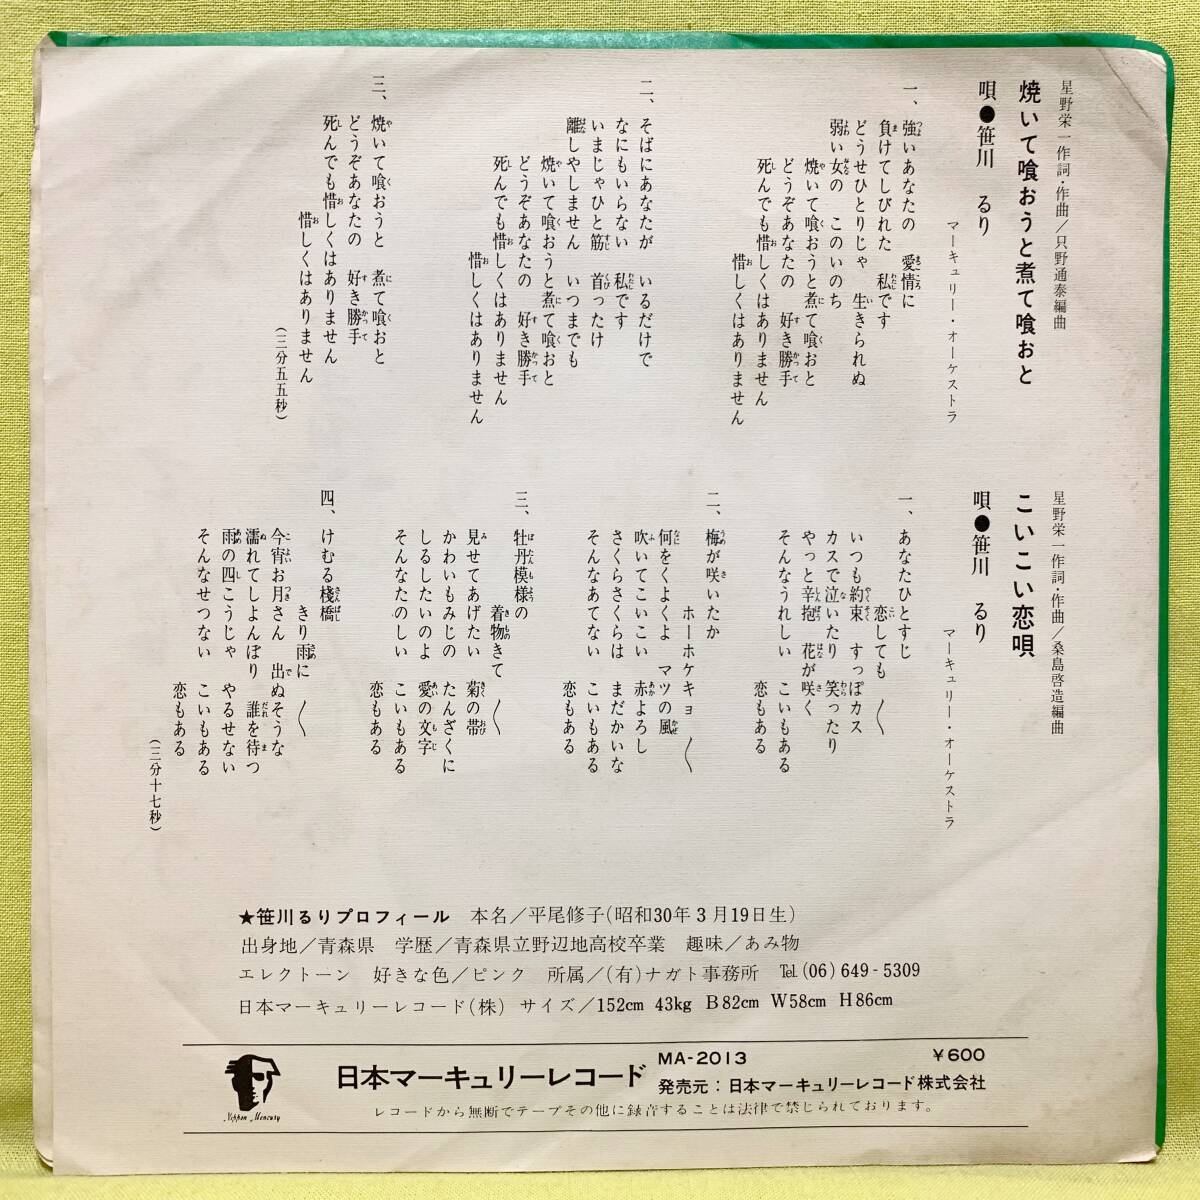 星野栄一作詞・作曲／只野通泰編曲
焼いて喰おうと煮て喰おと
唄●笹川 るり
マーキュリー・オーケストラ
一、強いあなたの 愛情に
負けてしびれた 私です
どうせひとりじゃ 生きられぬ
弱い女の このいのち
焼いて喰おうと煮て喰おと
どうぞあなたの 好き勝手
死んでも惜しくはありません
惜しくはありません
二、そばにあなたが いるだけで
なにもいらない 私です
いまじゃひと筋 首ったけ
離しやしません いつまでも
焼いて喰おうと煮て喰おと
どうぞあなたの 好き勝手
死んでも惜しくはありません
惜しくはありません
三、焼いて喰おうと 煮て喰おと
どうぞあなたの 好き勝手
死んでも惜しくはありません
惜しくはありません
（三分五五秒）
星野栄一作詞・作曲／桑島啓造編曲
こいこい恋唄
唄●笹川 るり
マーキュリー・オーケストラ
一、あなたひとすじ
恋しても 〱
いつも約束 すっぽカス
カスで泣いたり 笑ったり
やっと辛抱 花が咲く
そんなうれしい こいもある
恋もある
二、梅が咲いたか
ホーホケキョ 〱
何をくよくよ マツの風
吹いてこいこい 赤よろし
さくらさくらは まだかいな
そんなあてない こいもある
恋もある
三、牡丹模様の
着物きて 〱
見せてあげたい 菊の帯
かわいもみじの たんざくに
しるしたいのよ 愛の文字
そんなたのしい こいもある
恋もある
四、けむる棧橋
きり雨に 〱
今宵お月さん 出ぬそうな
濡れてしょんぼり 誰を待つ
雨の四こうじゃ やるせない
そんなせつない こいもある
恋もある
（三分十七秒）
★笹川るりプロフィール 本名／平尾修子(昭和30年3月19日生)
出身地／青森県 学歴／青森県立野辺地高校卒業 趣味／あみ物
エレクトーン 好きな色／ピンク 所属／(有)ナガト事務所 Tel.(06)649-5309
日本マーキュリーレコード(株) サイズ／152cm 43kg B82cm W58cm H86cm
Nippon Mercury
日本マーキュリーレコード
MA-2013 ￥600
発売元：日本マーキュリーレコード株式会社
レコードから無断でテープその他に録音することは法律で禁じられております。